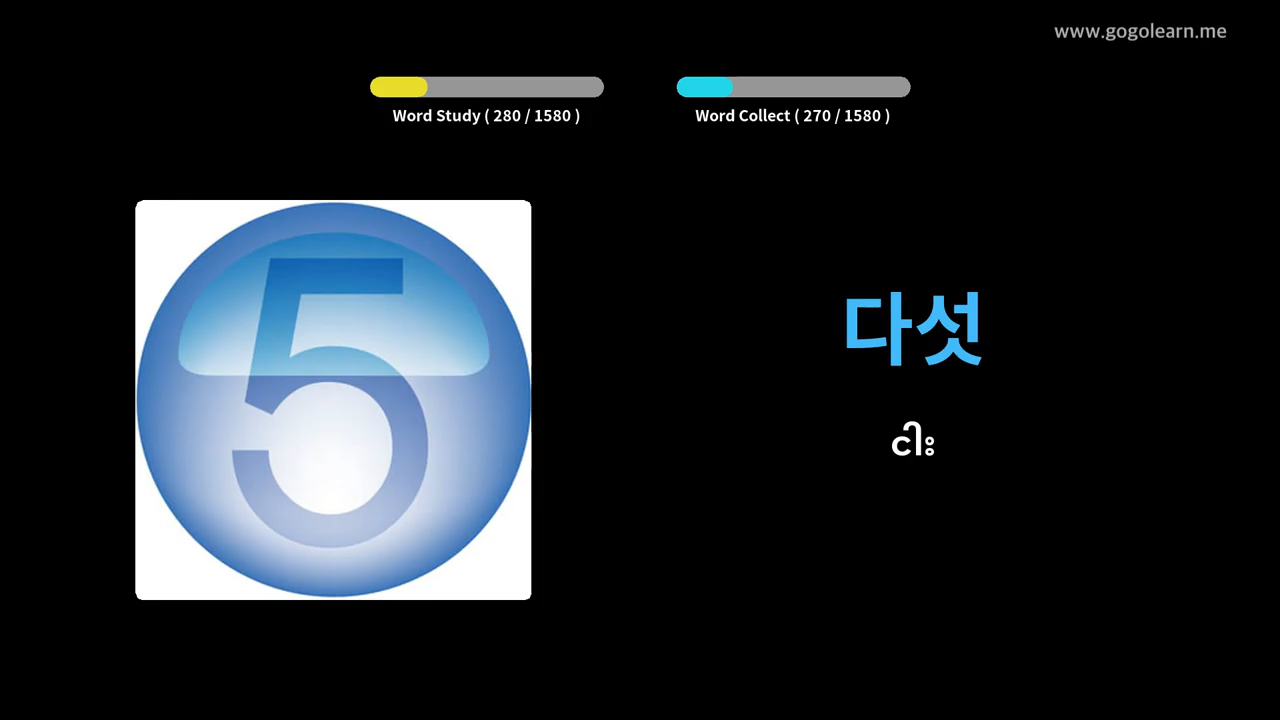 www.gogolearn.me
Word Study ( 280 / 1580 )
Word Collect ( 270 / 1580 )
5
다섯
ငါး